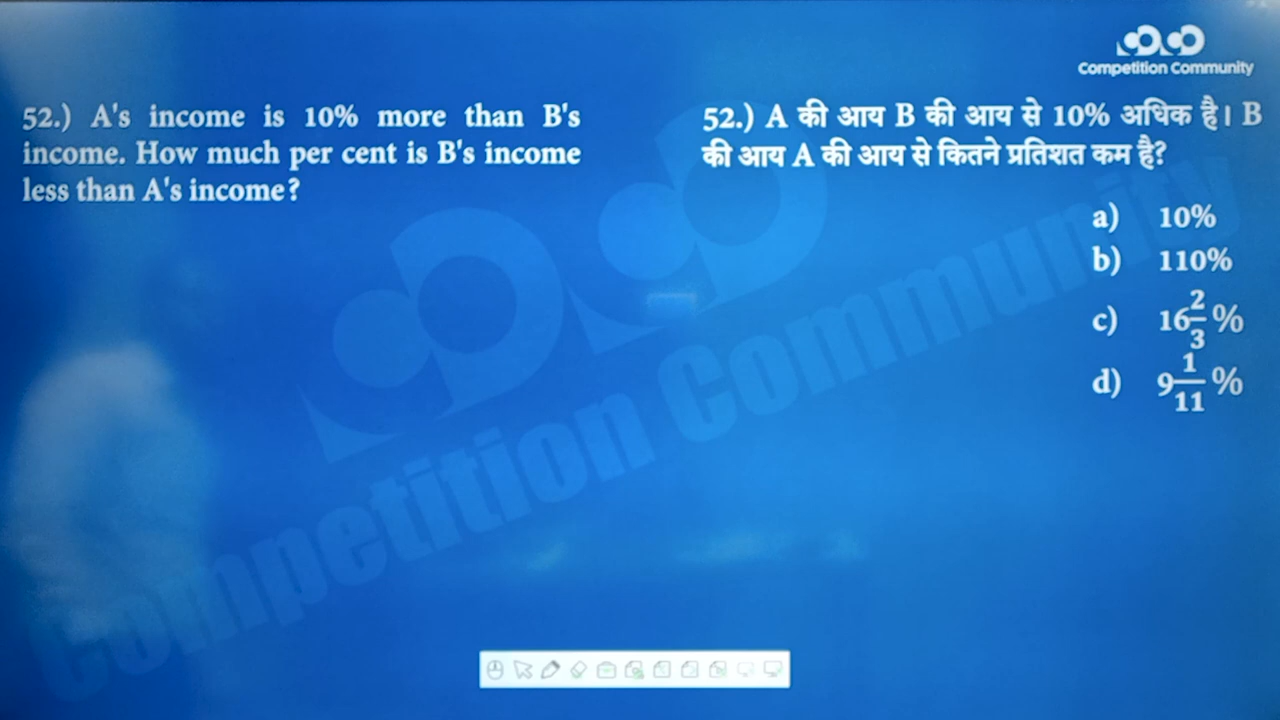 Competition Community
52.) A's income is 10% more than B's
income. How much per cent is B's income
less than A's income?
52.) A की आय B की आय से 10% अधिक है। B
की आय A की आय से कितने प्रतिशत कम है?
a) 10%
b) 110%
c) 16 2/3 %
d) 9 1/11 %
Competition Community